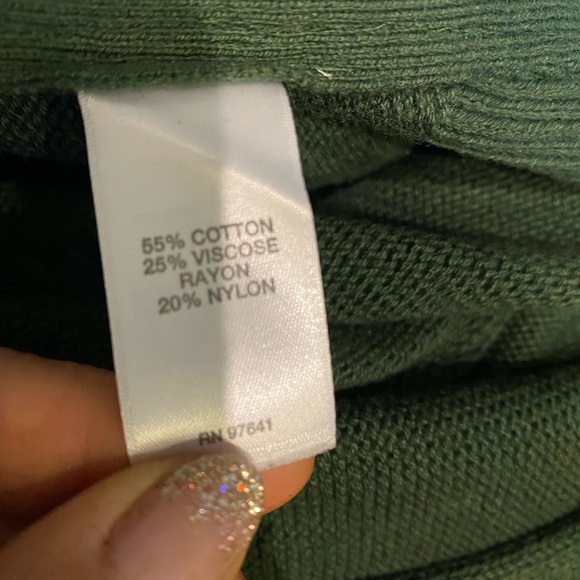 55% COTTON
25% VISCOSE
RAYON
20% NYLON
RN 97641